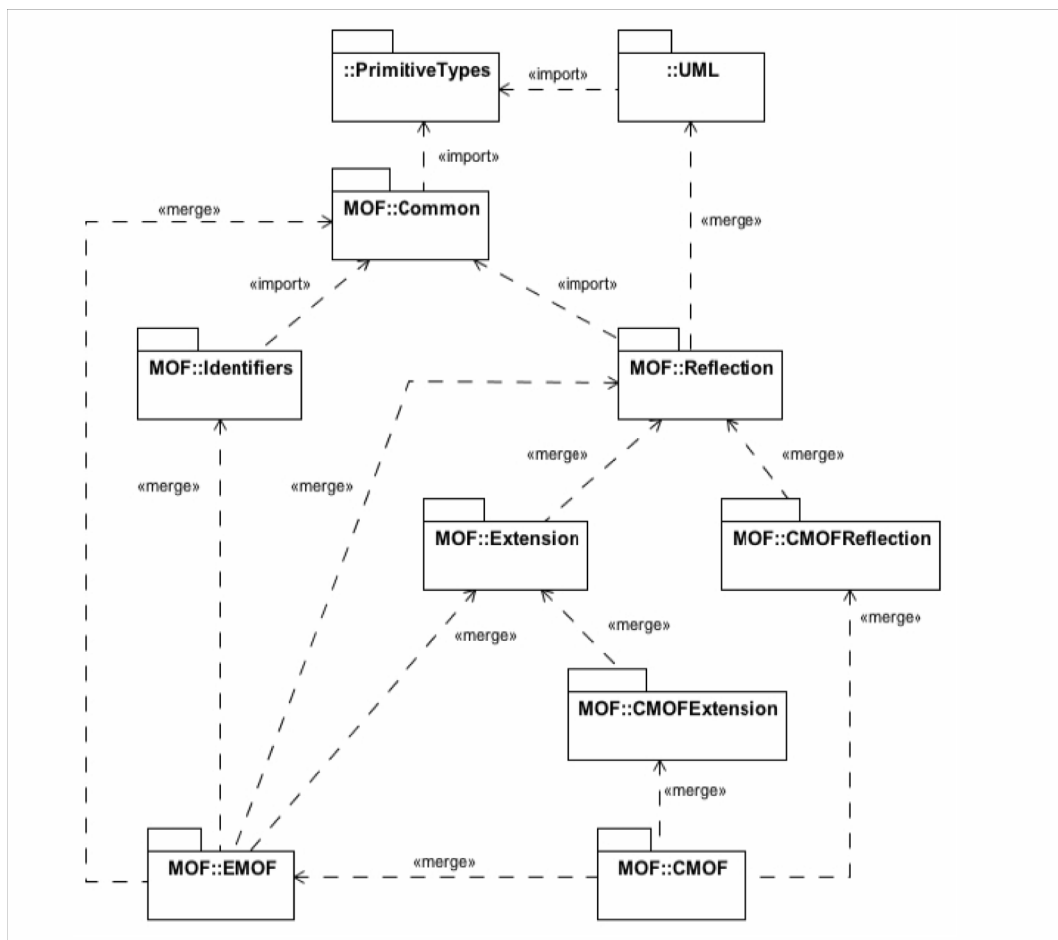 ::PrimitiveTypes
«import»
::UML
«import»
«merge»
MOF::Common
«merge»
«import»
«import»
MOF::Identifiers
MOF::Reflection
«merge»
«merge»
«merge»
«merge»
MOF::Extension
MOF::CMOFReflection
«merge»
«merge»
«merge»
MOF::CMOFExtension
«merge»
MOF::EMOF
«merge»
MOF::CMOF